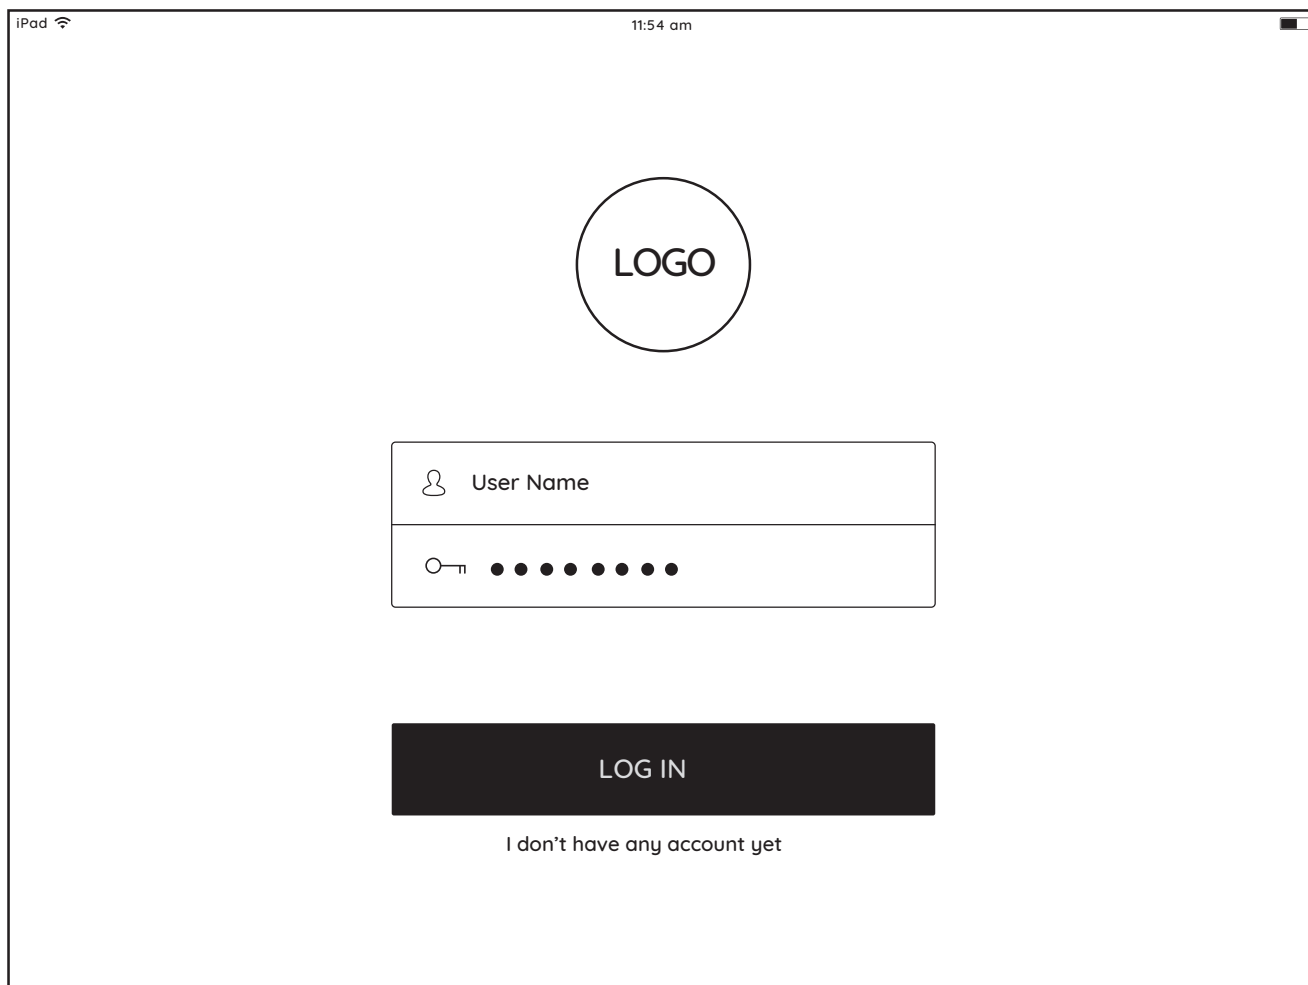 iPad
11:54 am
LOGO
User Name
LOG IN
I don’t have any account yet